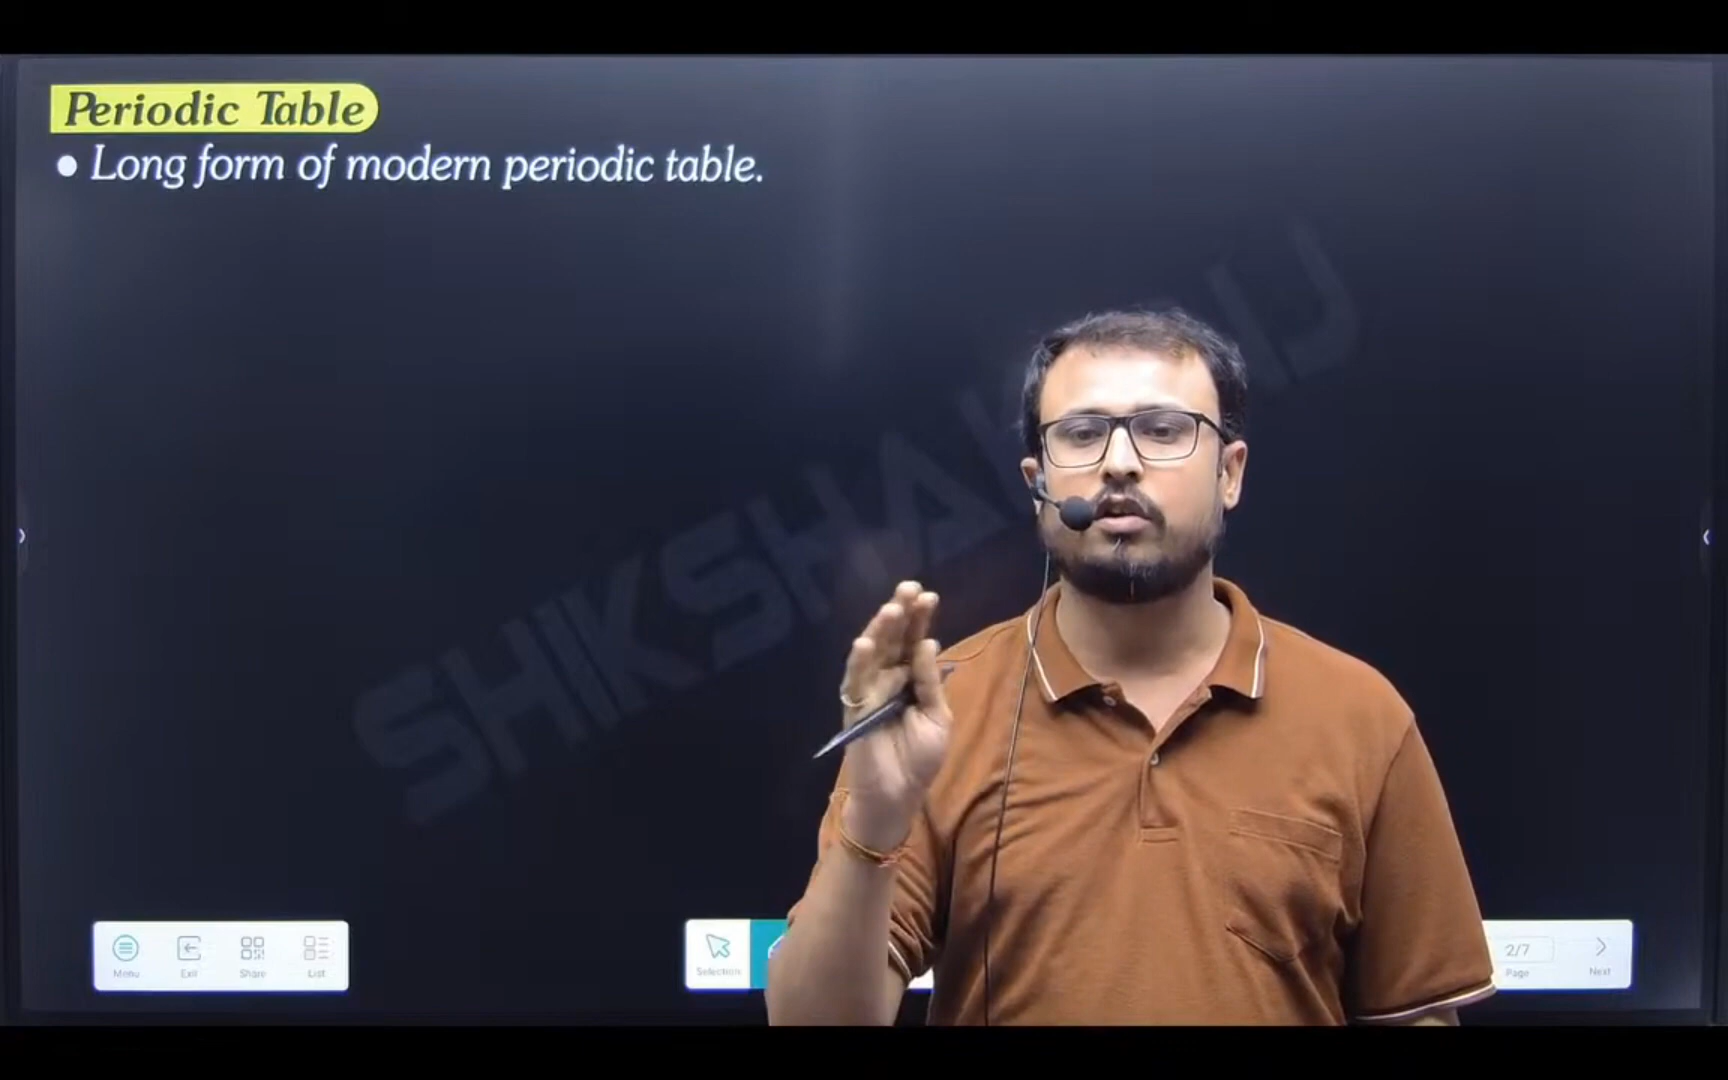 Periodic Table
• Long form of modern periodic table.
Menu
Exit
Share
List
Selection
2/7
Page
Next